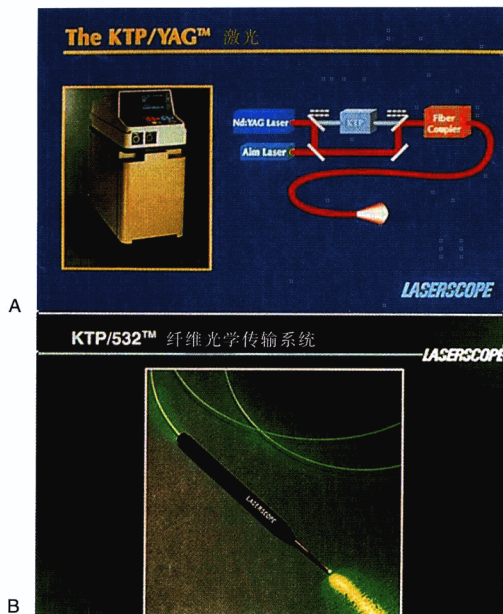 The KTP/YAG™ 激光
Nd:YAG Laser
KTP
Fiber Coupler
Aim Laser
LASERSCOPE
A
KTP/532™ 纤维光学传输系统
LASERSCOPE
LASERSCOPE
B